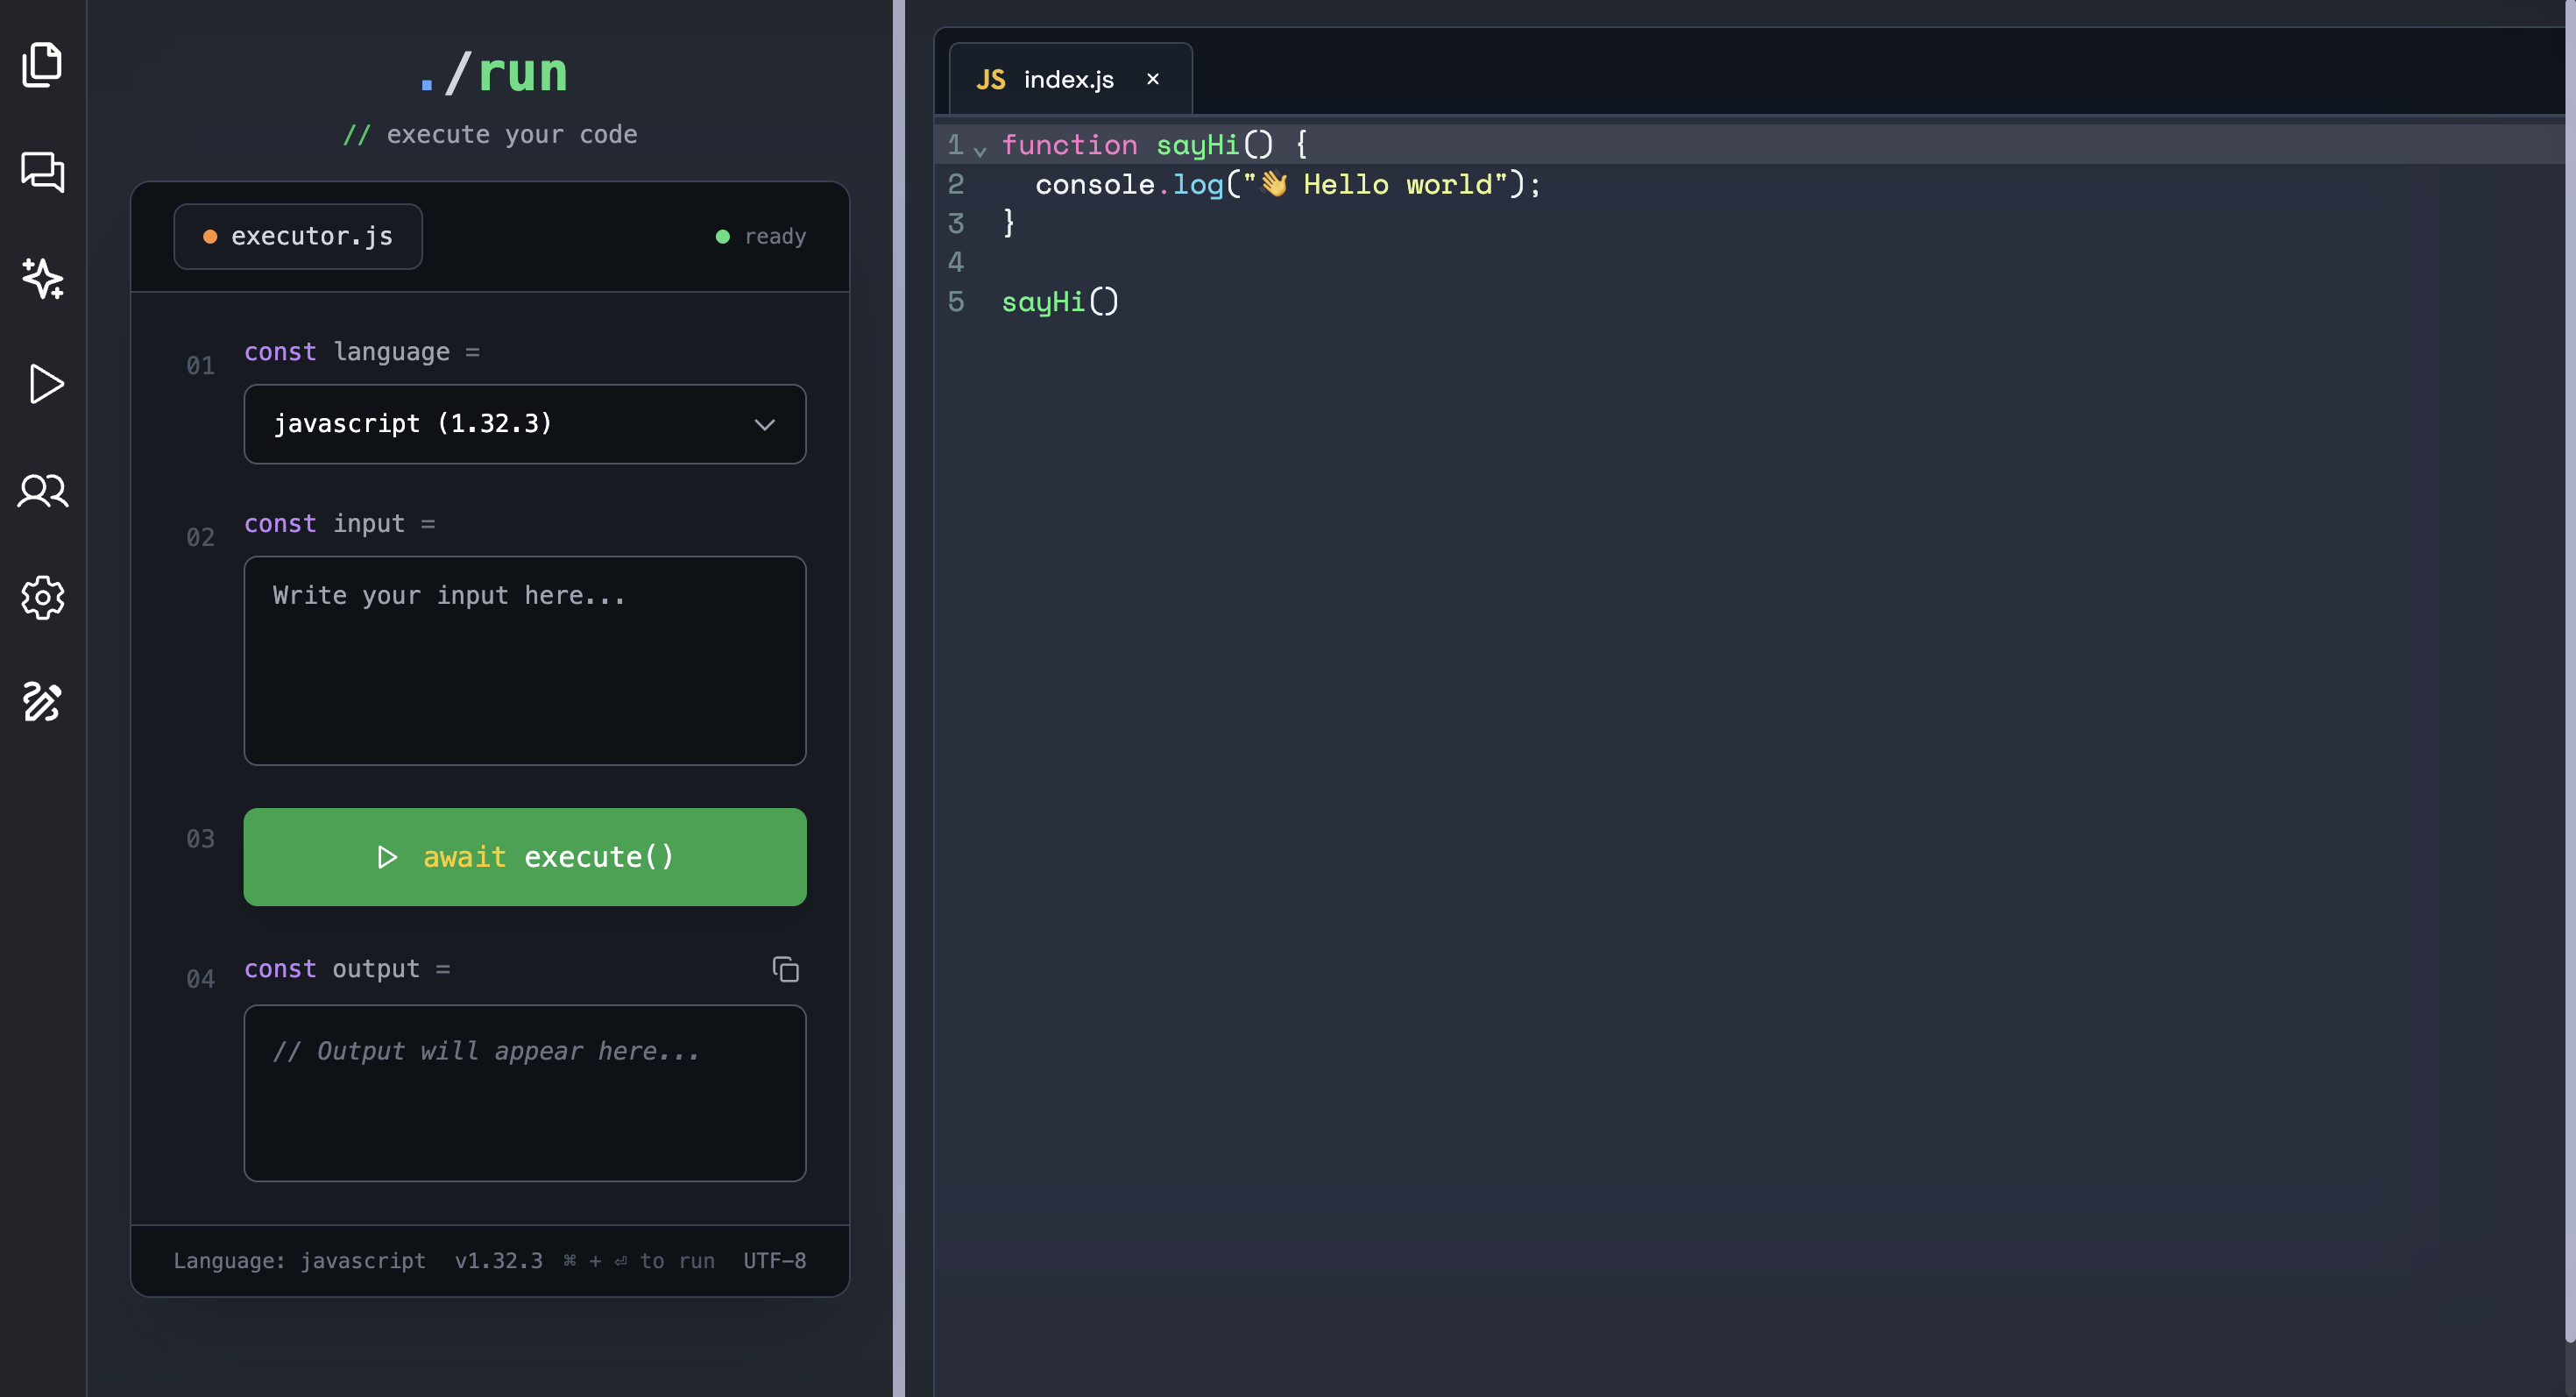 ./run
// execute your code
executor.js
ready
01
const language =
javascript (1.32.3)
02
const input =
Write your input here...
03
await execute()
04
const output =
// Output will appear here...
Language: javascript v1.32.3 ⌘ + ⏎ to run UTF-8
JS index.js ×
1 function sayHi() {
2 console.log("👋 Hello world");
3 }
4
5 sayHi()